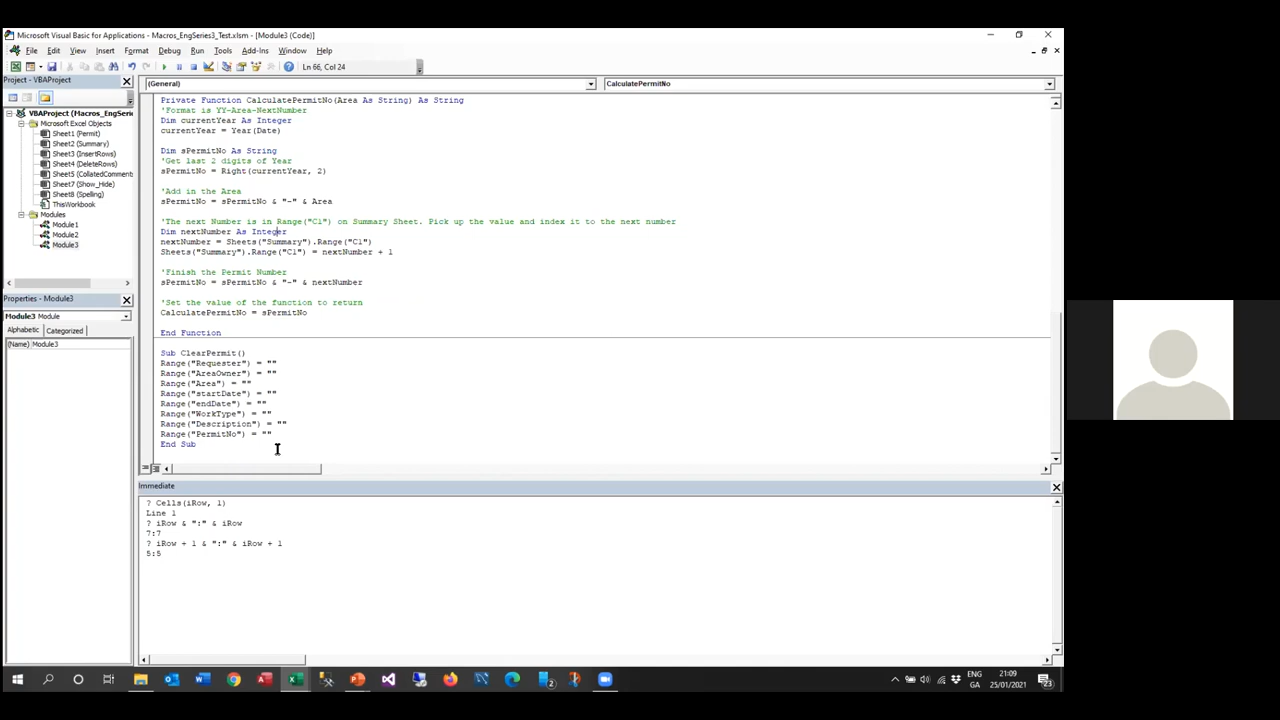 Microsoft Visual Basic for Applications - Macros_EngSeries3_Test.xlsm - [Module3 (Code)]
File Edit View Insert Format Debug Run Tools Add-Ins Window Help
Ln 66, Col 24
Project - VBAProject
(General)
CalculatePermitNo
VBAProject (Macros_EngSerie
Microsoft Excel Objects
Sheet1 (Permit)
Sheet2 (Summary)
Sheet3 (InsertRows)
Sheet4 (DeleteRows)
Sheet5 (CollatedComment
Sheet7 (Show_Hide)
Sheet8 (Spelling)
ThisWorkbook
Modules
Module1
Module2
Module3
Properties - Module3
Module3 Module
Alphabetic Categorized
(Name) Module3
Private Function CalculatePermitNo(Area As String) As String
'Format is YY-Area-NextNumber
Dim currentYear As Integer
currentYear = Year(Date)
Dim sPermitNo As String
'Get last 2 digits of Year
sPermitNo = Right(currentYear, 2)
'Add in the Area
sPermitNo = sPermitNo & "-" & Area
'The next Number is in Range("C1") on Summary Sheet. Pick up the value and index it to the next number
Dim nextNumber As Integer
nextNumber = Sheets("Summary").Range("C1")
Sheets("Summary").Range("C1") = nextNumber + 1
'Finish the Permit Number
sPermitNo = sPermitNo & "-" & nextNumber
'Set the value of the function to return
CalculatePermitNo = sPermitNo
End Function
Sub ClearPermit()
Range("Requester") = ""
Range("AreaOwner") = ""
Range("Area") = ""
Range("startDate") = ""
Range("endDate") = ""
Range("WorkType") = ""
Range("Description") = ""
Range("PermitNo") = ""
End Sub
Immediate
? Cells(iRow, 1)
Line 1
? iRow & ":" & iRow
7:7
? iRow + 1 & ":" & iRow + 1
5:5
ENG
GA
21:09
25/01/2021
2
23